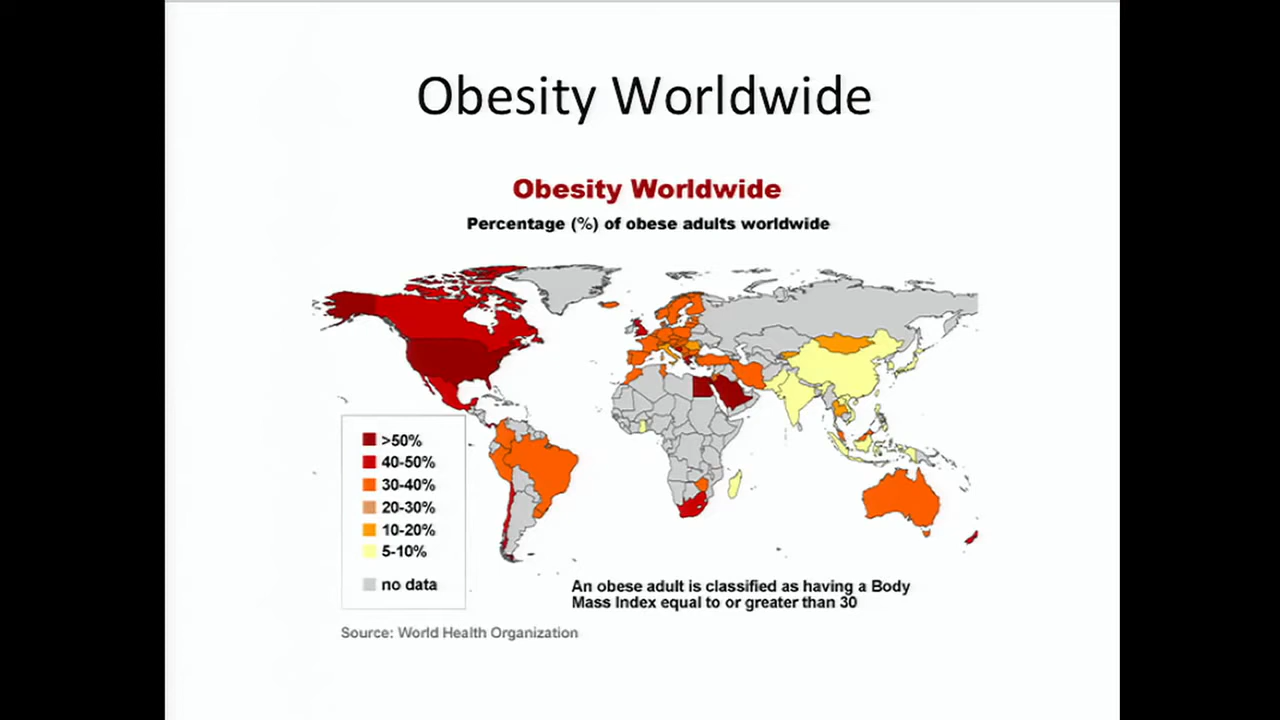 Obesity Worldwide
Obesity Worldwide
Percentage (%) of obese adults worldwide
>50%
40-50%
30-40%
20-30%
10-20%
5-10%
no data
An obese adult is classified as having a Body
Mass Index equal to or greater than 30
Source: World Health Organization